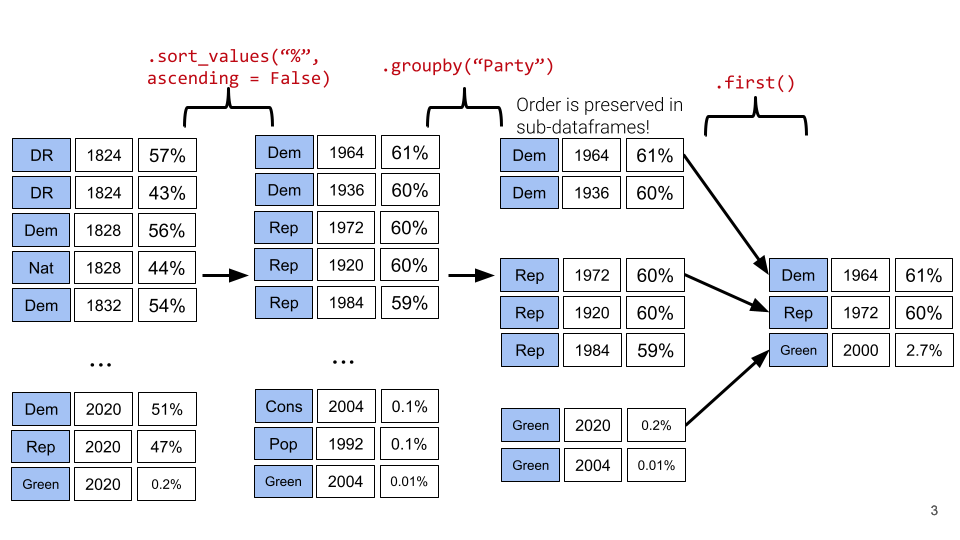 .sort_values(“%”,
ascending = False)
.groupby(“Party”)
.first()
Order is preserved in
sub-dataframes!
DR 1824 57%
DR 1824 43%
Dem 1828 56%
Nat 1828 44%
Dem 1832 54%
...
Dem 2020 51%
Rep 2020 47%
Green 2020 0.2%
Dem 1964 61%
Dem 1936 60%
Rep 1972 60%
Rep 1920 60%
Rep 1984 59%
...
Cons 2004 0.1%
Pop 1992 0.1%
Green 2004 0.01%
Dem 1964 61%
Dem 1936 60%
Rep 1972 60%
Rep 1920 60%
Rep 1984 59%
Green 2020 0.2%
Green 2004 0.01%
Dem 1964 61%
Rep 1972 60%
Green 2000 2.7%
3